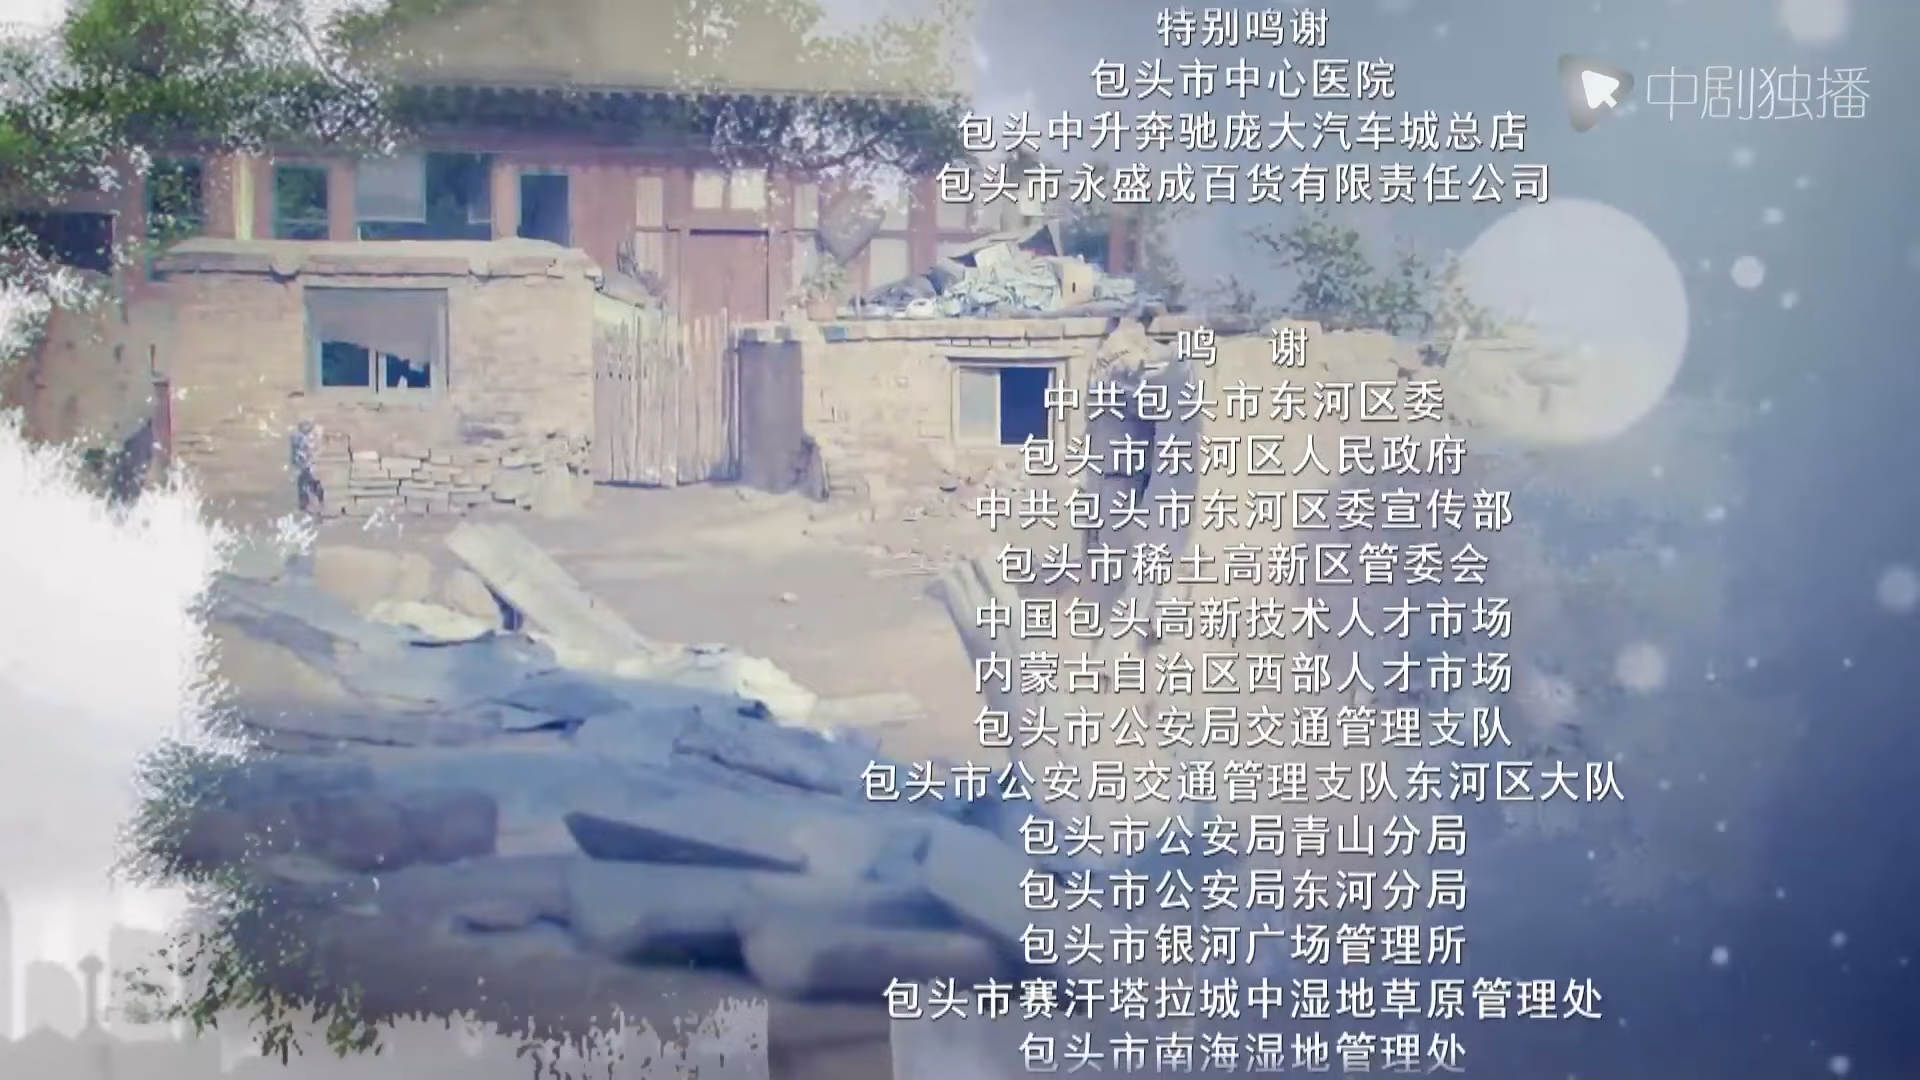 特别鸣谢
包头市中心医院
中剧独播
包头中升奔驰庞大汽车城总店
包头市永盛成百货有限责任公司
鸣 谢
中共包头市东河区委
包头市东河区人民政府
中共包头市东河区委宣传部
包头市稀土高新区管委会
中国包头高新技术人才市场
内蒙古自治区西部人才市场
包头市公安局交通管理支队
包头市公安局交通管理支队东河区大队
包头市公安局青山分局
包头市公安局东河分局
包头市银河广场管理所
包头市赛汗塔拉城中湿地草原管理处
包头市南海湿地管理处